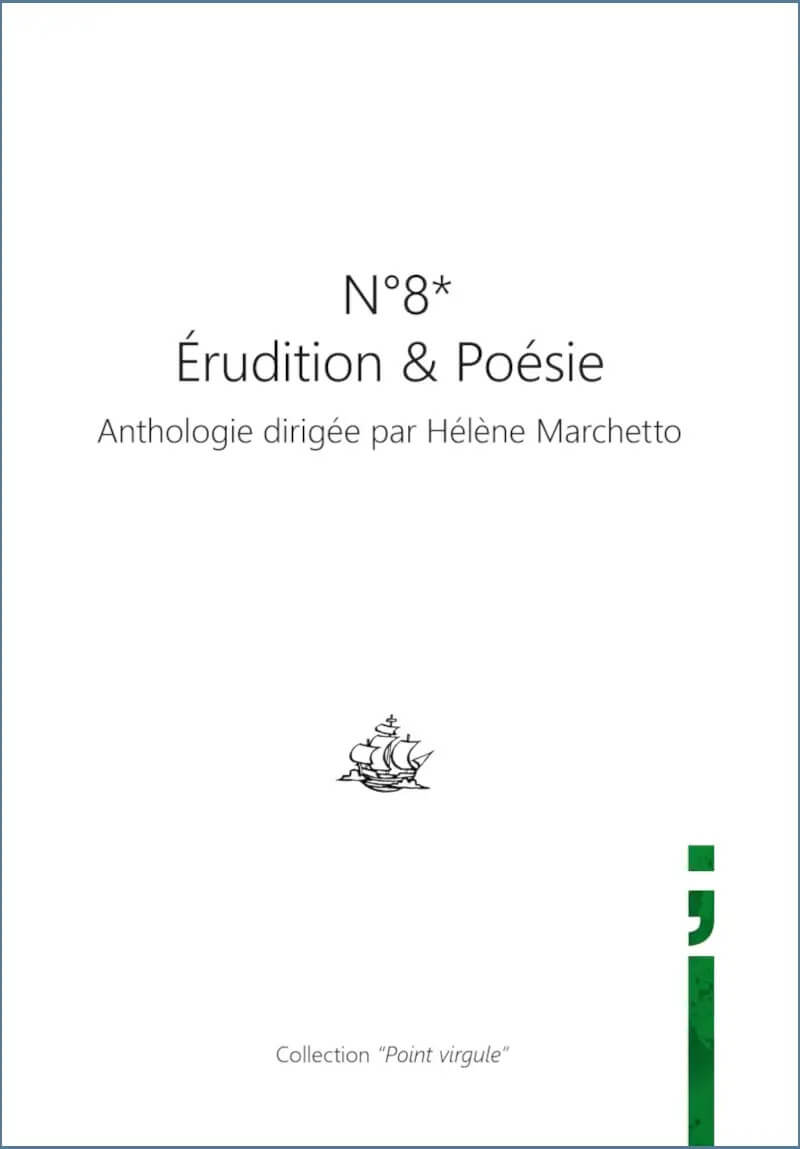 N°8*
Érudition & Poésie
Anthologie dirigée par Hélène Marchetto
;
Collection “Point virgule”